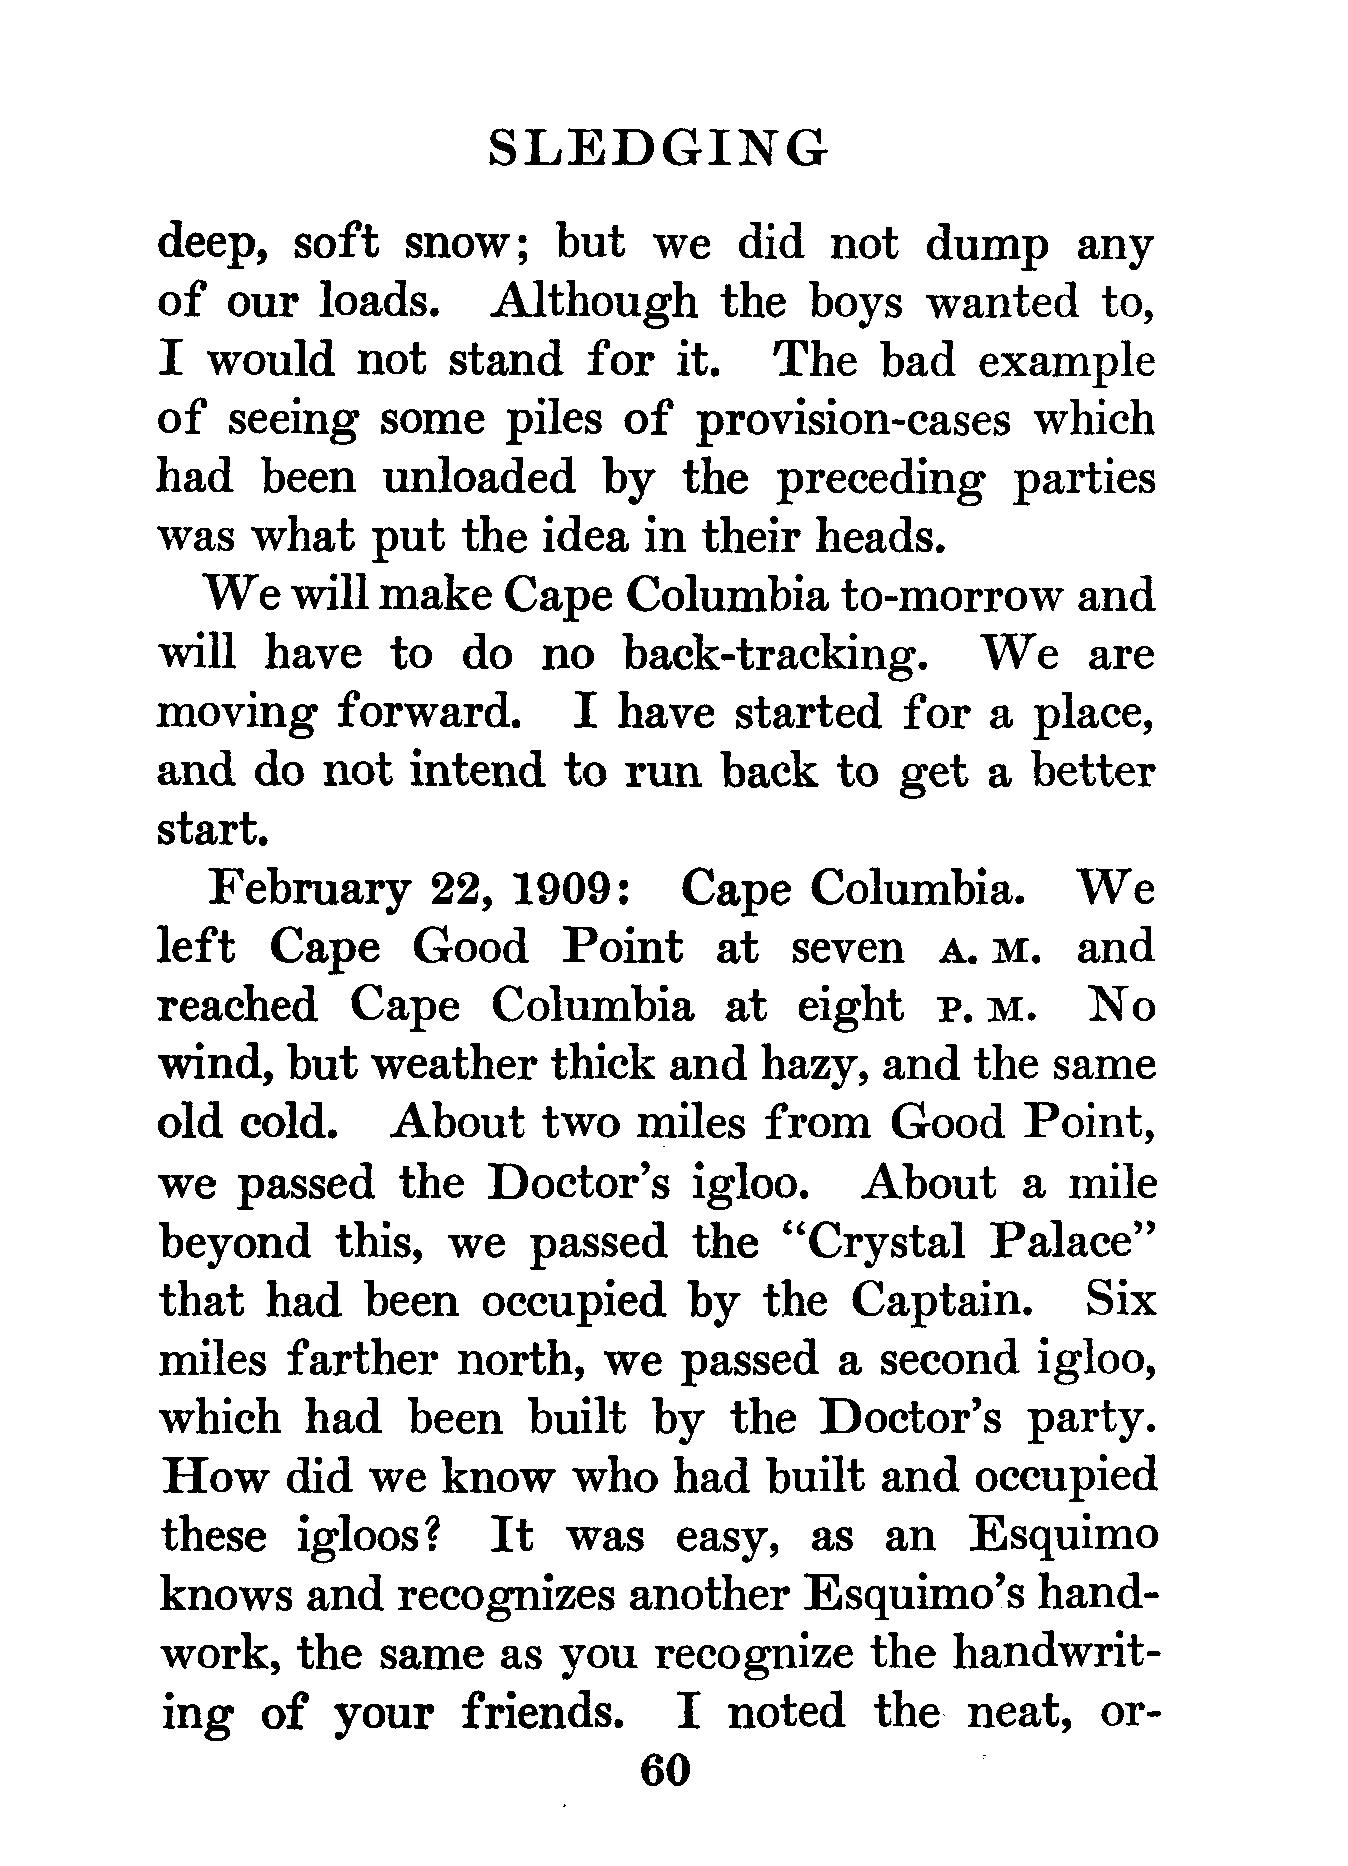 SLEDGING
deep, soft snow; but we did not dump any
of our loads. Although the boys wanted to,
I would not stand for it. The bad example
of seeing some piles of provision-cases which
had been unloaded by the preceding parties
was what put the idea in their heads.
We will make Cape Columbia to-morrow and
will have to do no back-tracking. We are
moving forward. I have started for a place,
and do not intend to run back to get a better
start.
February 22, 1909: Cape Columbia. We
left Cape Good Point at seven A. M. and
reached Cape Columbia at eight P. M. No
wind, but weather thick and hazy, and the same
old cold. About two miles from Good Point,
we passed the Doctor's igloo. About a mile
beyond this, we passed the "Crystal Palace"
that had been occupied by the Captain. Six
miles farther north, we passed a second igloo,
which had been built by the Doctor's party.
How did we know who had built and occupied
these igloos? It was easy, as an Esquimo
knows and recognizes another Esquimo's hand-
work, the same as you recognize the handwrit-
ing of your friends. I noted the neat, or-
60